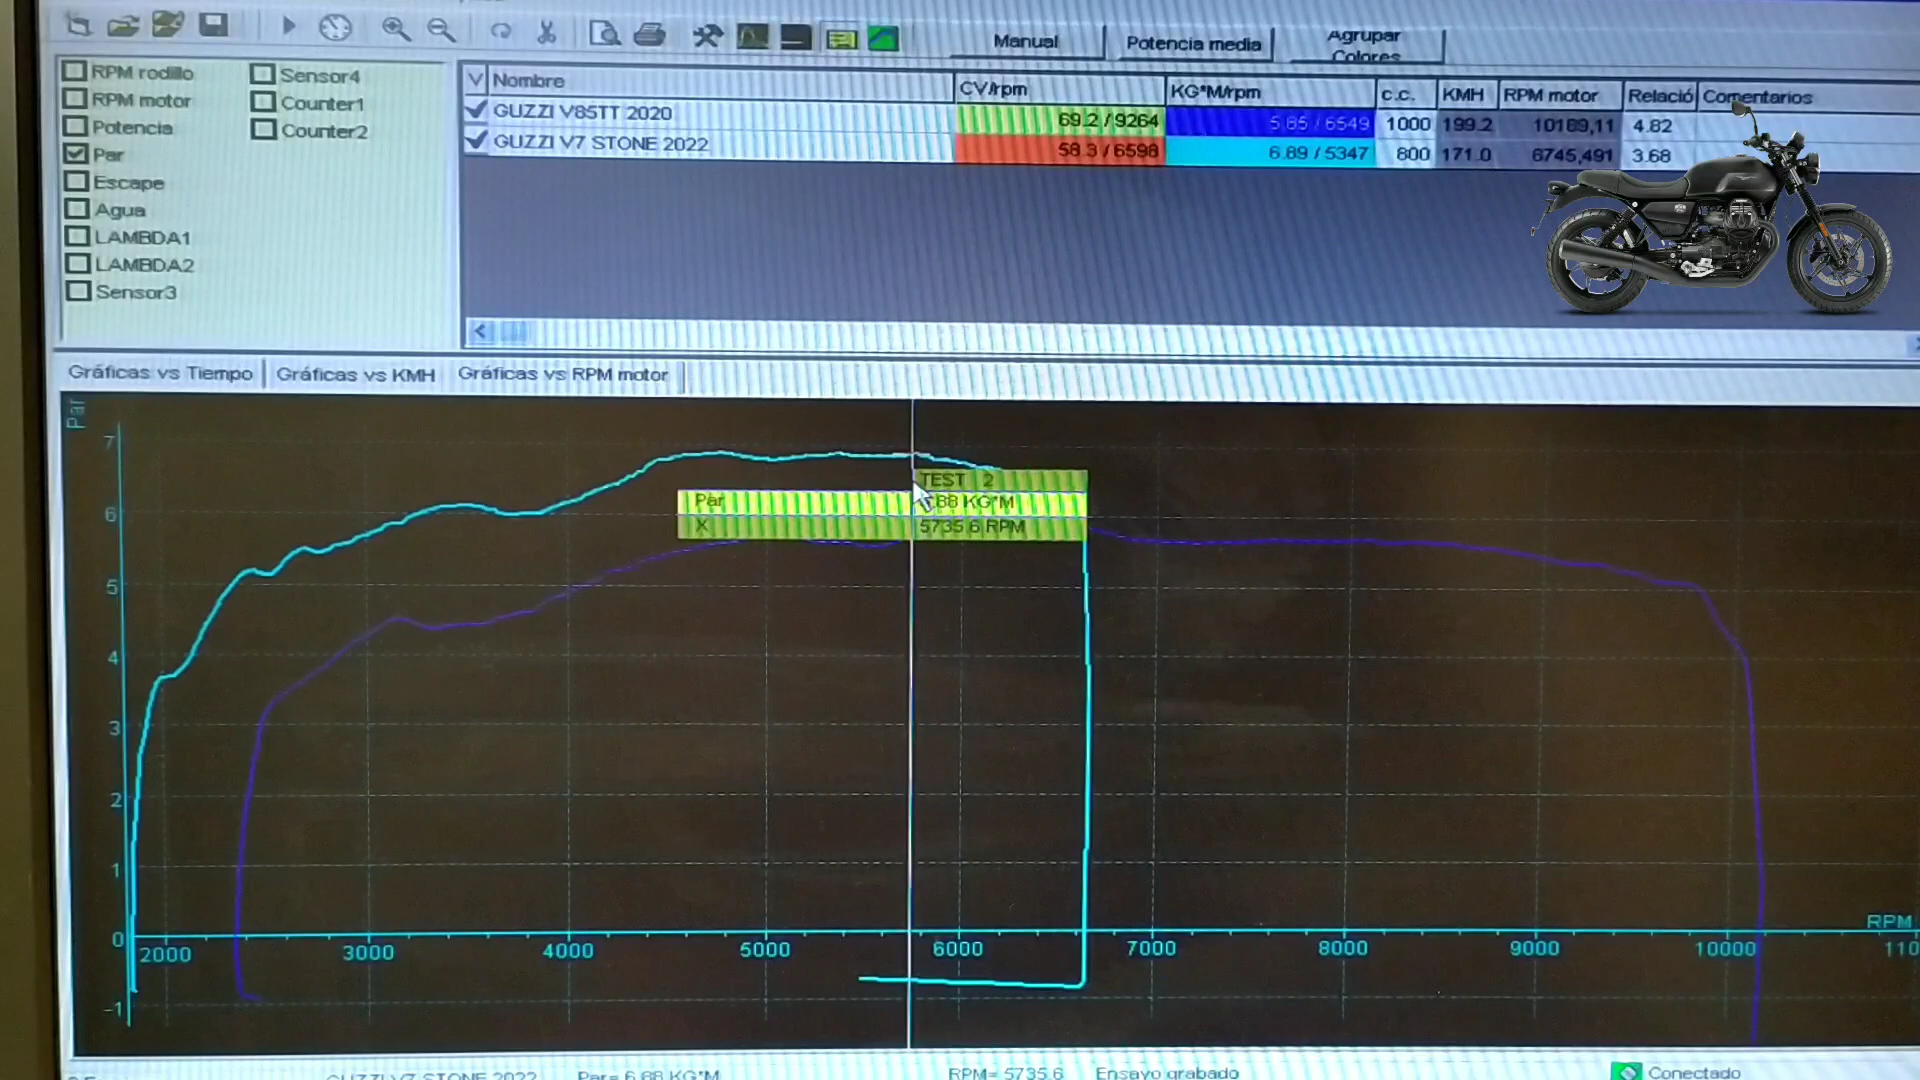 Manual
Potencia media
Agrupar
Colores
RPM rodillo
RPM motor
Potencia
Par
Escape
Agua
LAMBDA1
LAMBDA2
Sensor3
Sensor4
Counter1
Counter2
V Nombre CV/rpm KG*M/rpm c.c. KMH RPM motor Relació Comentarios
GUZZI V85TT 2020 69.2 / 9264 5.85 / 6549 1000 199.2 10189,11 4.82
GUZZI V7 STONE 2022 58.3 / 6598 6.89 / 5347 800 171.0 6745,491 3.68
Gráficas vs Tiempo Gráficas vs KMH Gráficas vs RPM motor
Par
7
6
5
4
3
2
1
0
-1
TEST 2
Par .88 KG*M
X 5735.6 RPM
RPM
2000 3000 4000 5000 6000 7000 8000 9000 10000 110
GUZZI V7 STONE 2022 Par= 6.88 KG*M RPM= 5735.6 Ensayo grabado Conectado